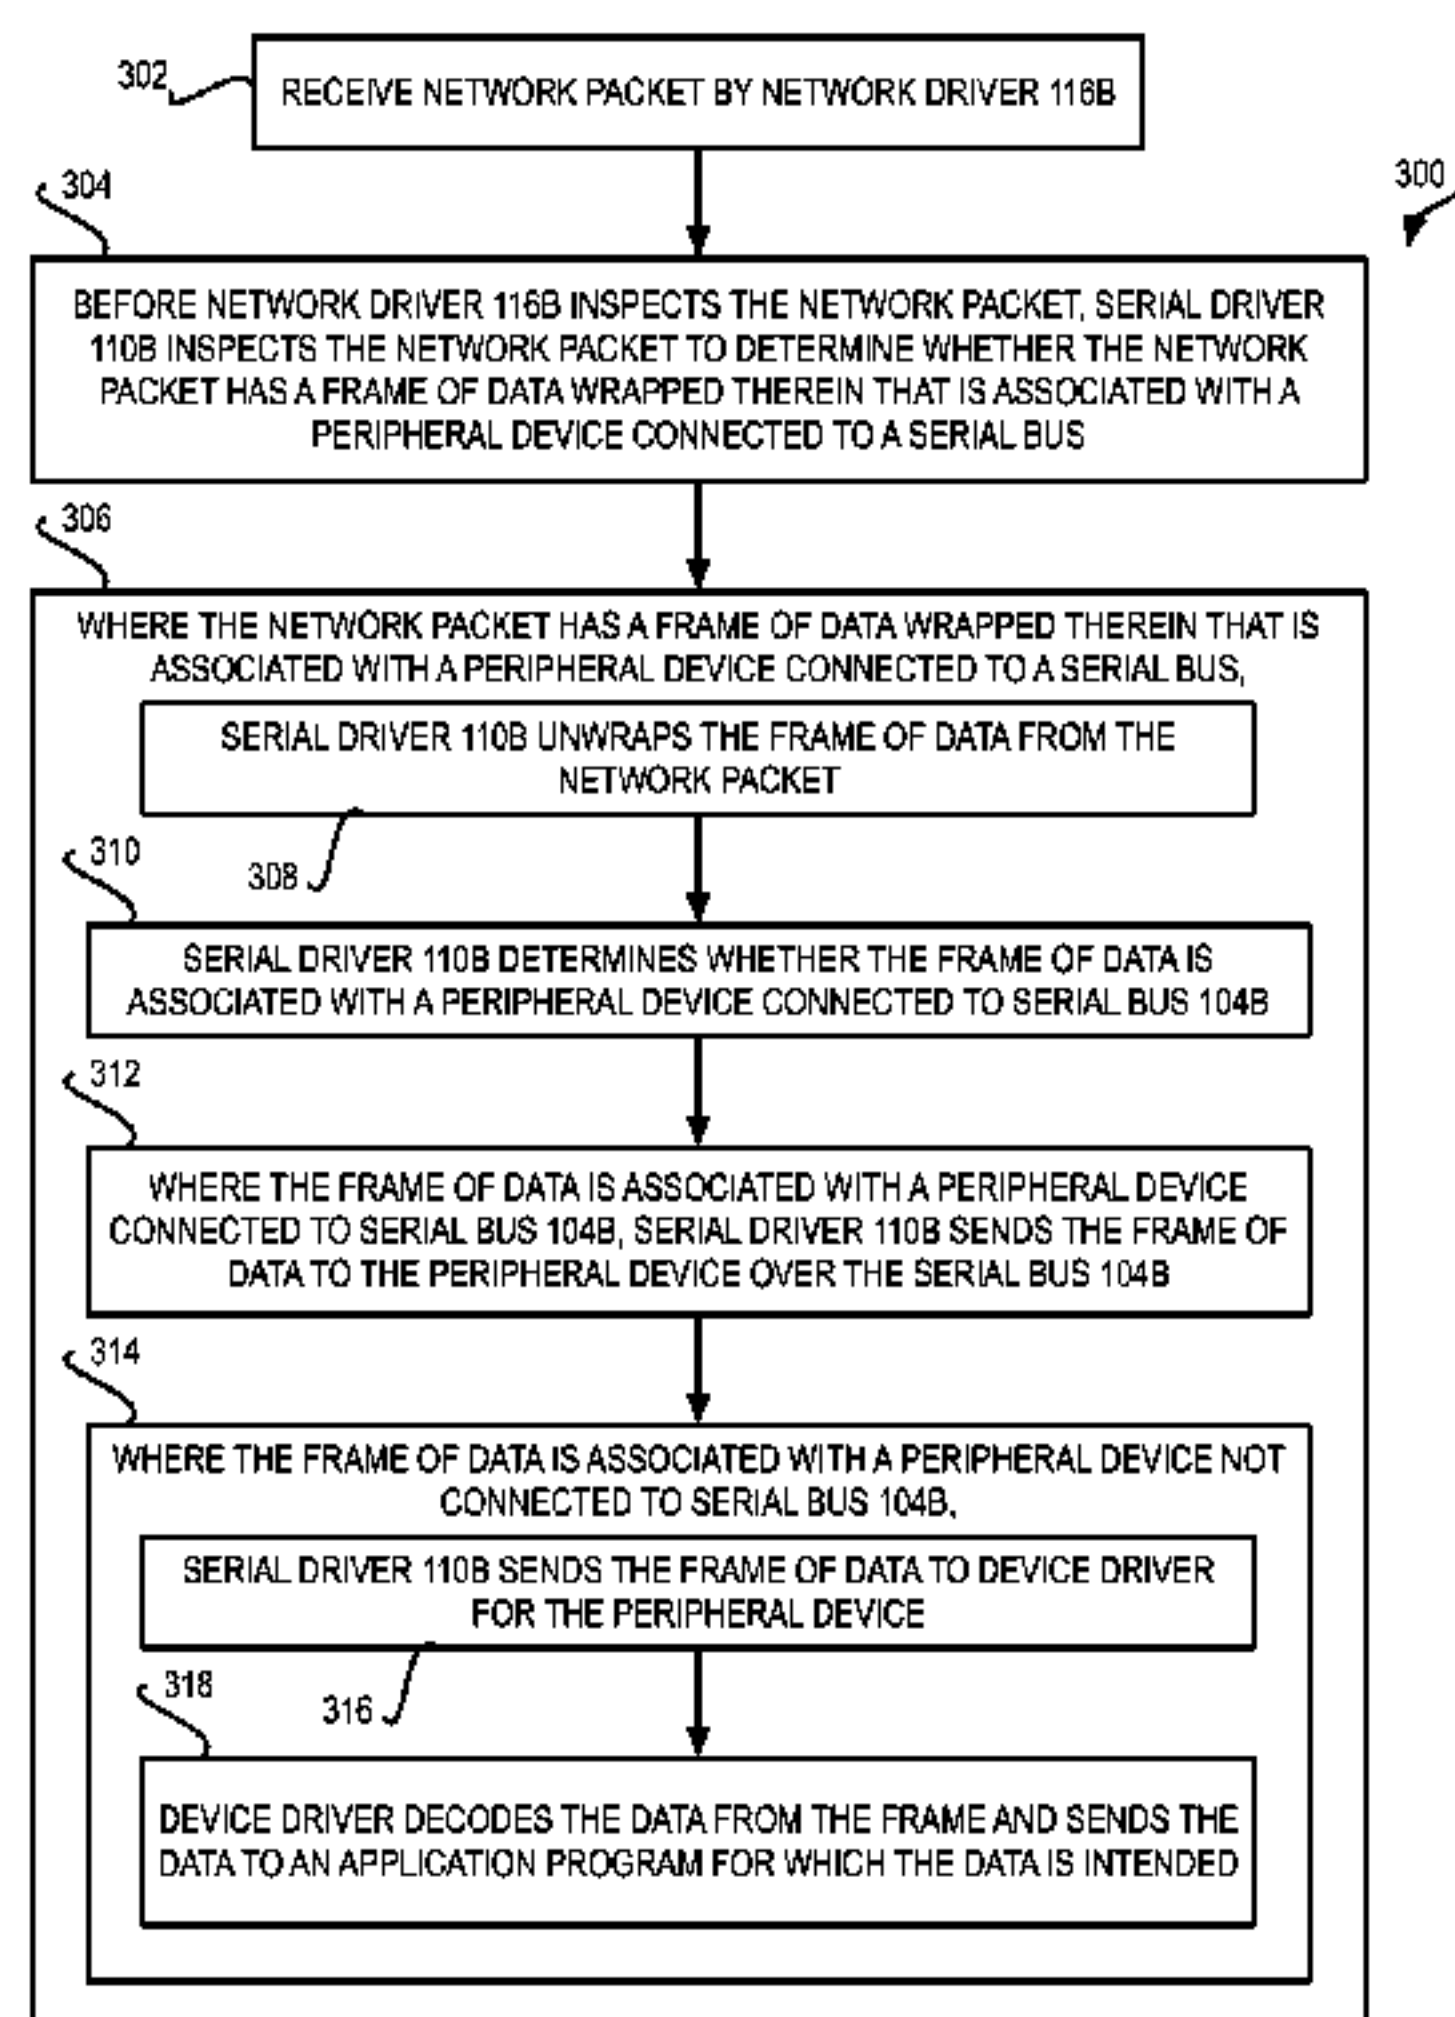 302
RECEIVE NETWORK PACKET BY NETWORK DRIVER 116B
304
300
BEFORE NETWORK DRIVER 116B INSPECTS THE NETWORK PACKET, SERIAL DRIVER
110B INSPECTS THE NETWORK PACKET TO DETERMINE WHETHER THE NETWORK
PACKET HAS A FRAME OF DATA WRAPPED THEREIN THAT IS ASSOCIATED WITH A
PERIPHERAL DEVICE CONNECTED TO A SERIAL BUS
306
WHERE THE NETWORK PACKET HAS A FRAME OF DATA WRAPPED THEREIN THAT IS
ASSOCIATED WITH A PERIPHERAL DEVICE CONNECTED TO A SERIAL BUS,
SERIAL DRIVER 110B UNWRAPS THE FRAME OF DATA FROM THE
NETWORK PACKET
308
310
SERIAL DRIVER 110B DETERMINES WHETHER THE FRAME OF DATA IS
ASSOCIATED WITH A PERIPHERAL DEVICE CONNECTED TO SERIAL BUS 104B
312
WHERE THE FRAME OF DATA IS ASSOCIATED WITH A PERIPHERAL DEVICE
CONNECTED TO SERIAL BUS 104B, SERIAL DRIVER 110B SENDS THE FRAME OF
DATA TO THE PERIPHERAL DEVICE OVER THE SERIAL BUS 104B
314
WHERE THE FRAME OF DATA IS ASSOCIATED WITH A PERIPHERAL DEVICE NOT
CONNECTED TO SERIAL BUS 104B,
SERIAL DRIVER 110B SENDS THE FRAME OF DATA TO DEVICE DRIVER
FOR THE PERIPHERAL DEVICE
316
318
DEVICE DRIVER DECODES THE DATA FROM THE FRAME AND SENDS THE
DATA TO AN APPLICATION PROGRAM FOR WHICH THE DATA IS INTENDED